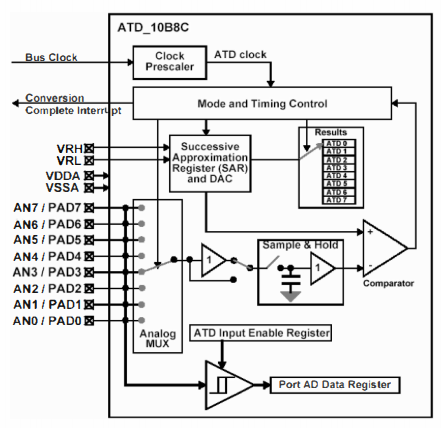 ATD_10B8C
Bus Clock
Clock
Prescaler
ATD clock
Conversion
Complete Interrupt
Mode and Timing Control
VRH
VRL
VDDA
VSSA
Successive
Approximation
Register (SAR)
and DAC
Results
ATD 0
ATD 1
ATD 2
ATD 3
ATD 4
ATD 5
ATD 6
ATD 7
AN7 / PAD7
AN6 / PAD6
AN5 / PAD5
AN4 / PAD4
AN3 / PAD3
AN2 / PAD2
AN1 / PAD1
AN0 / PAD0
Analog
MUX
1
Sample & Hold
1
+
-
Comparator
ATD Input Enable Register
Port AD Data Register